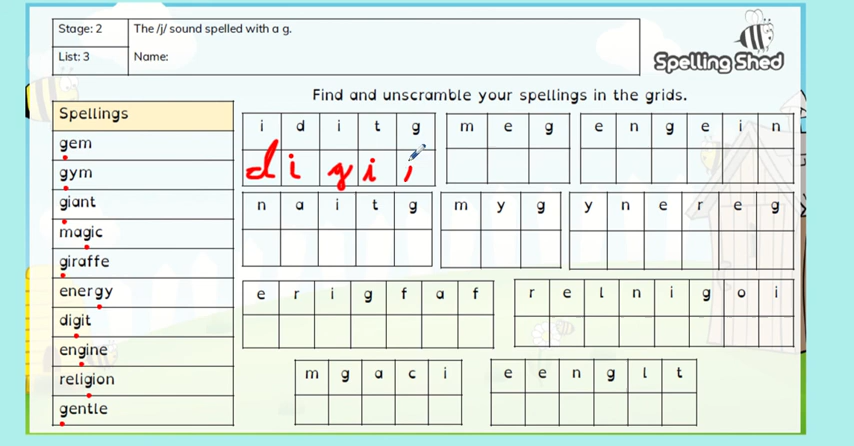 Stage: 2 The /j/ sound spelled with a g.
List: 3 Name:
Spelling Shed
Find and unscramble your spellings in the grids.
Spellings
gem
gym
giant
magic
giraffe
energy
digit
engine
religion
gentle
i d i t g
d i g i
m e g
e n g e i n
n a i t g
m y g
y n e r e g
e r i g f a f
r e l n i g o i
m g a c i
e e n g l t